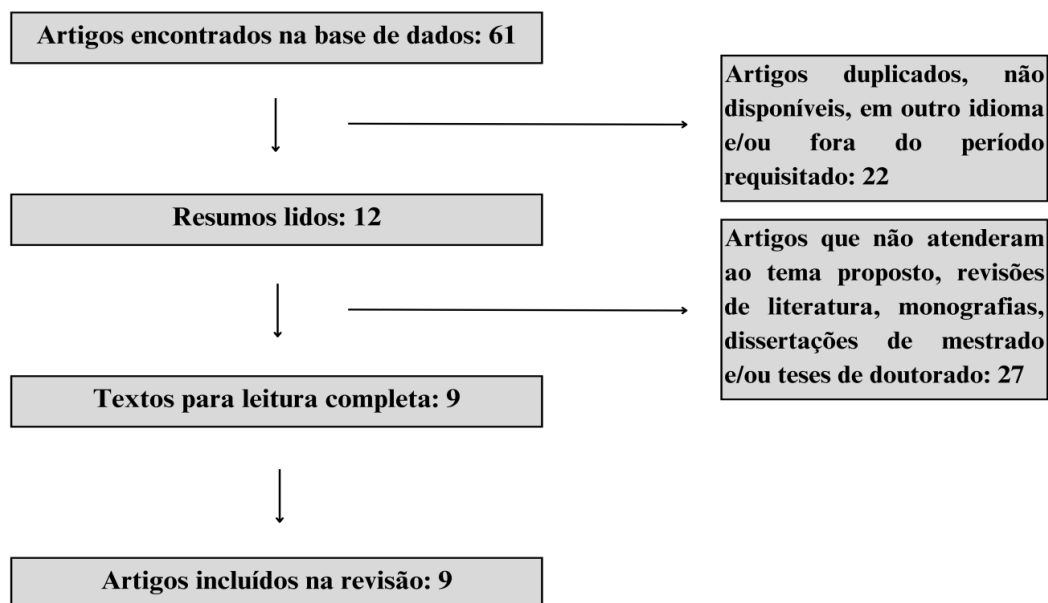 Artigos encontrados na base de dados: 61
Artigos duplicados, não
disponíveis, em outro idioma
e/ou fora do período
requisitado: 22
Resumos lidos: 12
Artigos que não atenderam
ao tema proposto, revisões
de literatura, monografias,
dissertações de mestrado
e/ou teses de doutorado: 27
Textos para leitura completa: 9
Artigos incluídos na revisão: 9